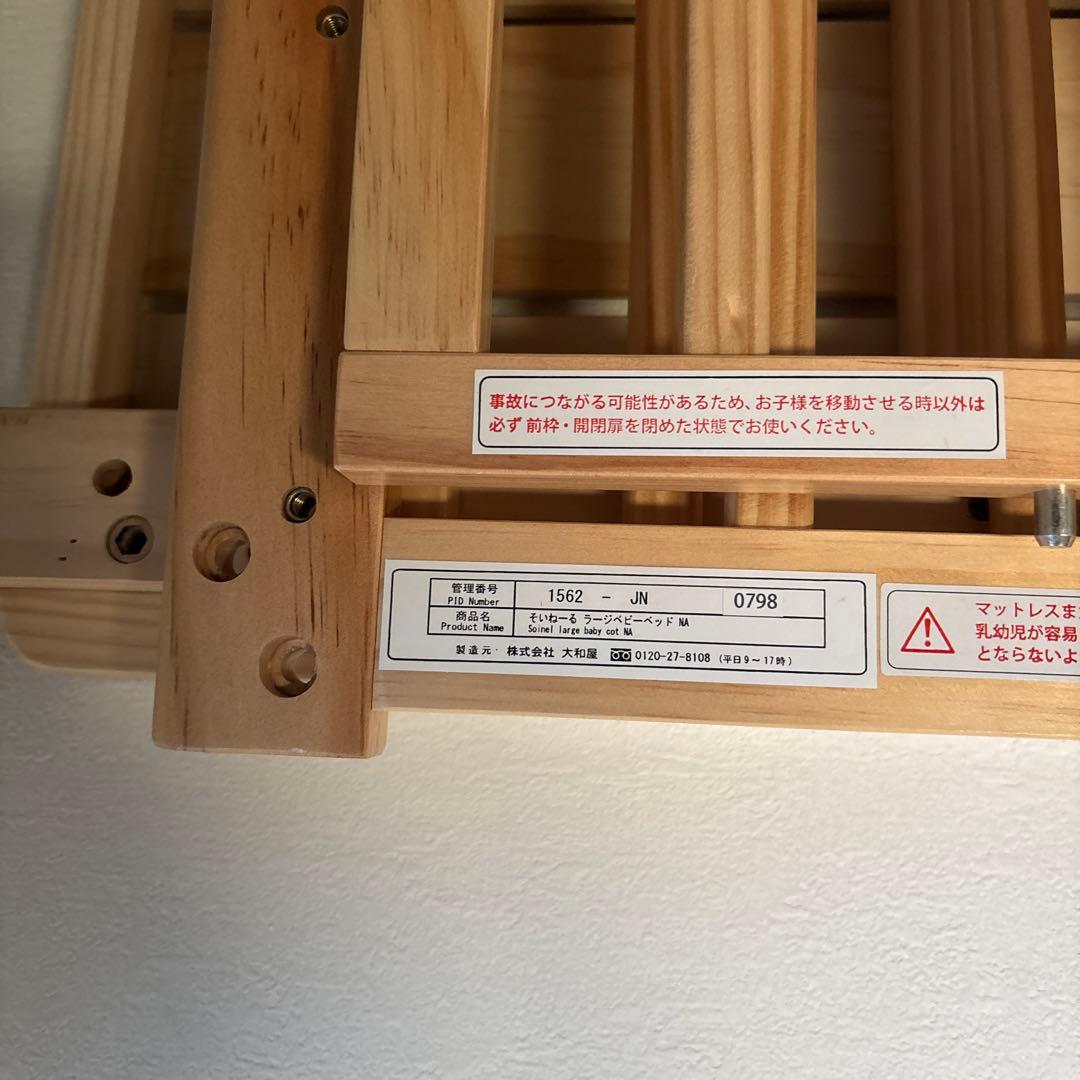 事故につながる可能性があるため、お子様を移動させる時以外は
必ず 前枠・開閉扉を閉めた状態でお使いください。
管理番号
PID Number
1562 - JN 0798
商品名
Product Name
そいねーる ラージベビーベッド NA
Soinel large baby cot NA
製造元・ 株式会社 大和屋 0120-27-8108 (平日9～17時)
マットレスま
乳幼児が容易
とならないよ